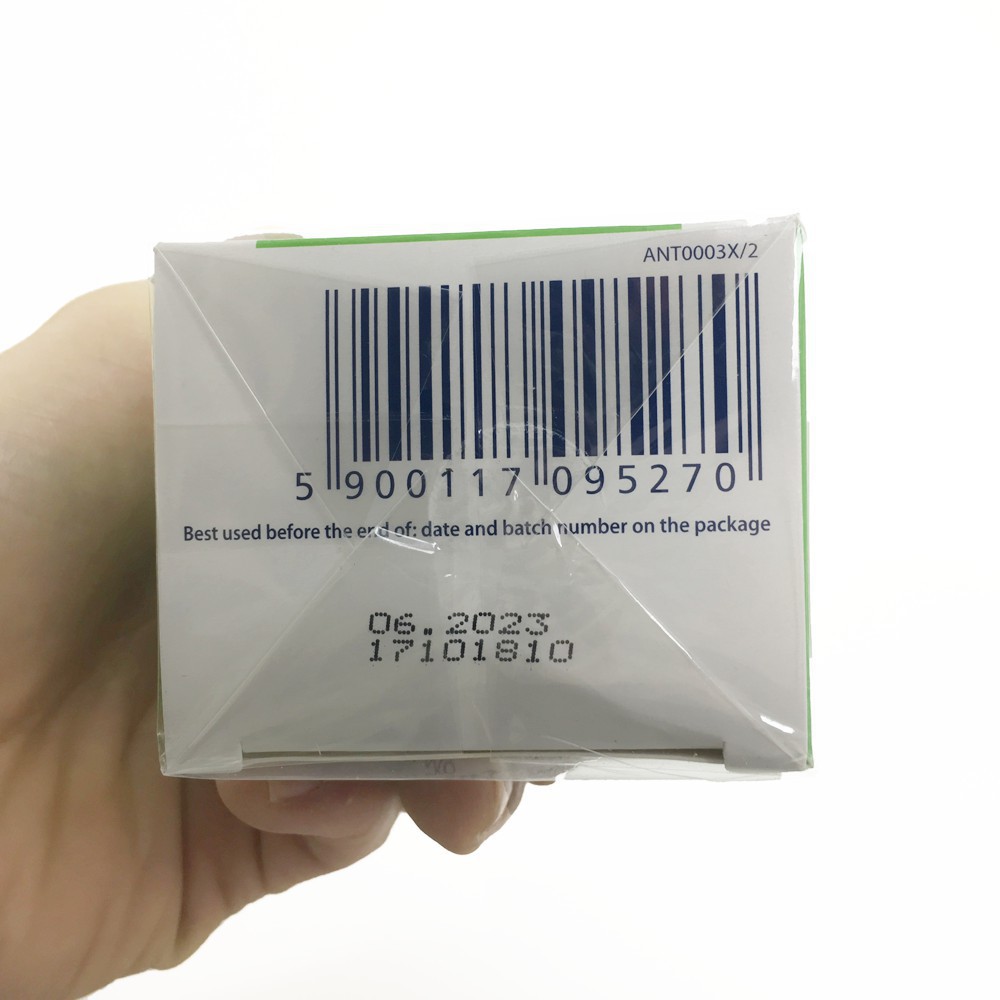 ANT0003X/2
5 900117 095270
Best used before the end of: date and batch number on the package
06.2023
17101810